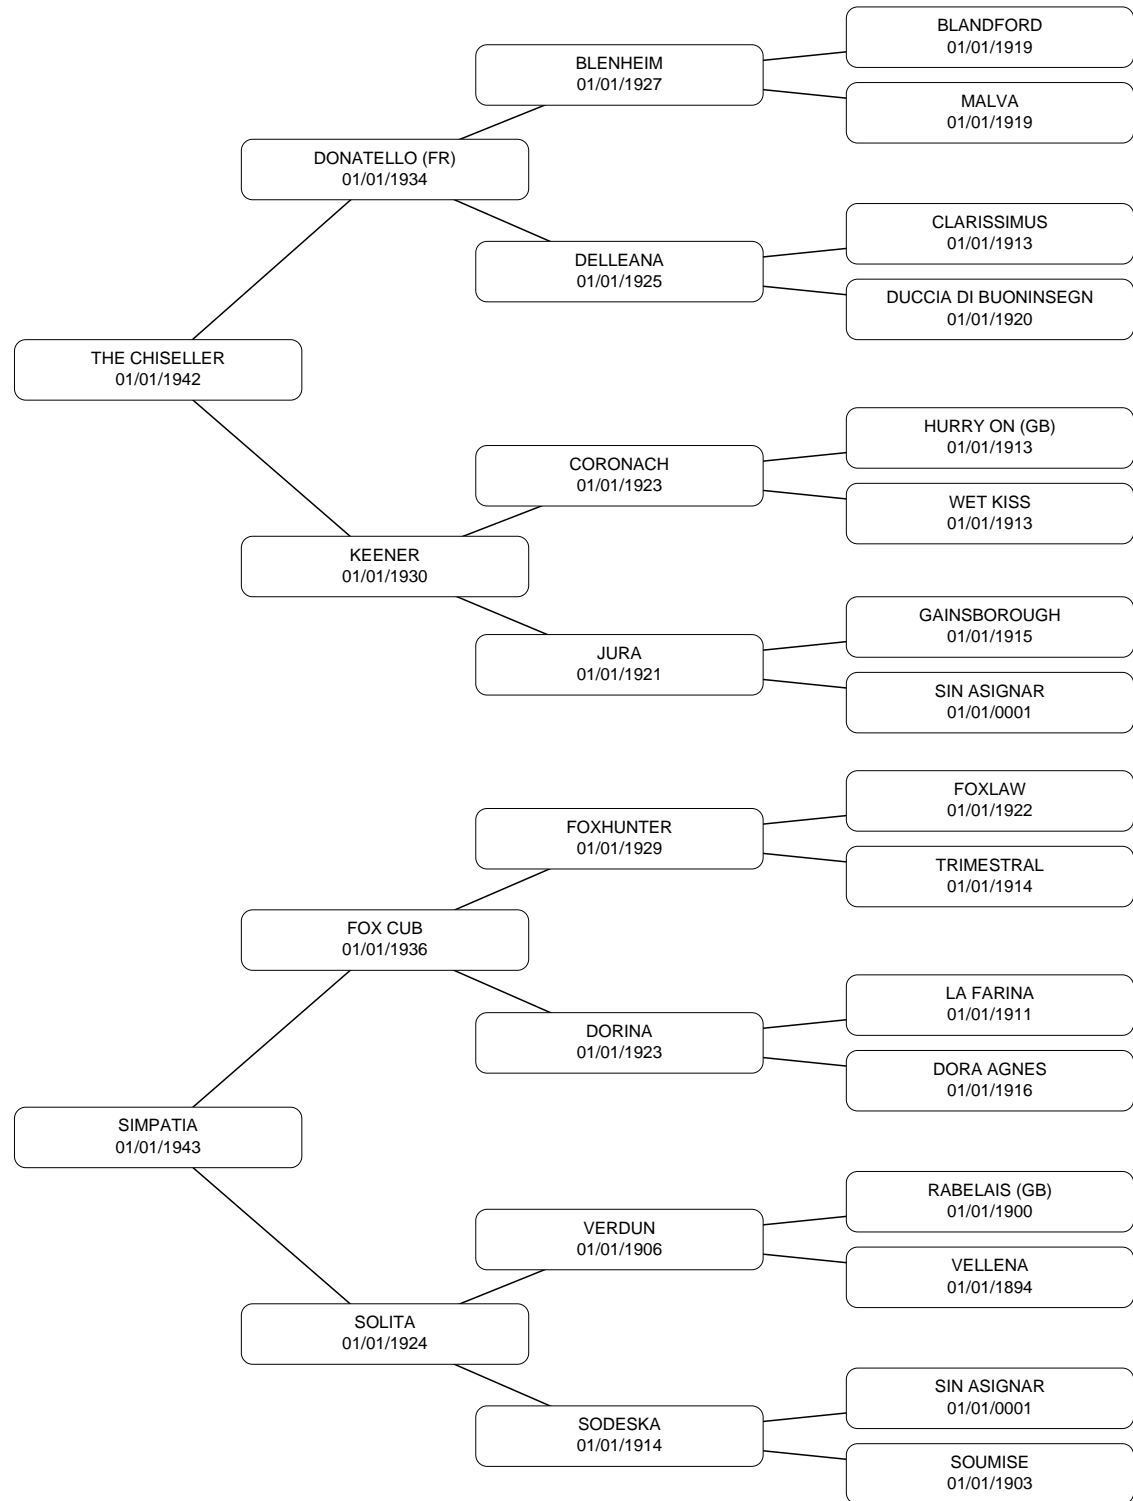 BLANDFORD
01/01/1919
BLENHEIM
01/01/1927
MALVA
01/01/1919
DONATELLO (FR)
01/01/1934
CLARISSIMUS
01/01/1913
DELLEANA
01/01/1925
DUCCIA DI BUONINSEGN
01/01/1920
THE CHISELLER
01/01/1942
HURRY ON (GB)
01/01/1913
CORONACH
01/01/1923
WET KISS
01/01/1913
KEENER
01/01/1930
GAINSBOROUGH
01/01/1915
JURA
01/01/1921
SIN ASIGNAR
01/01/0001
FOXLAW
01/01/1922
FOXHUNTER
01/01/1929
TRIMESTRAL
01/01/1914
FOX CUB
01/01/1936
LA FARINA
01/01/1911
DORINA
01/01/1923
DORA AGNES
01/01/1916
SIMPATIA
01/01/1943
RABELAIS (GB)
01/01/1900
VERDUN
01/01/1906
VELLENA
01/01/1894
SOLITA
01/01/1924
SIN ASIGNAR
01/01/0001
SODESKA
01/01/1914
SOUMISE
01/01/1903